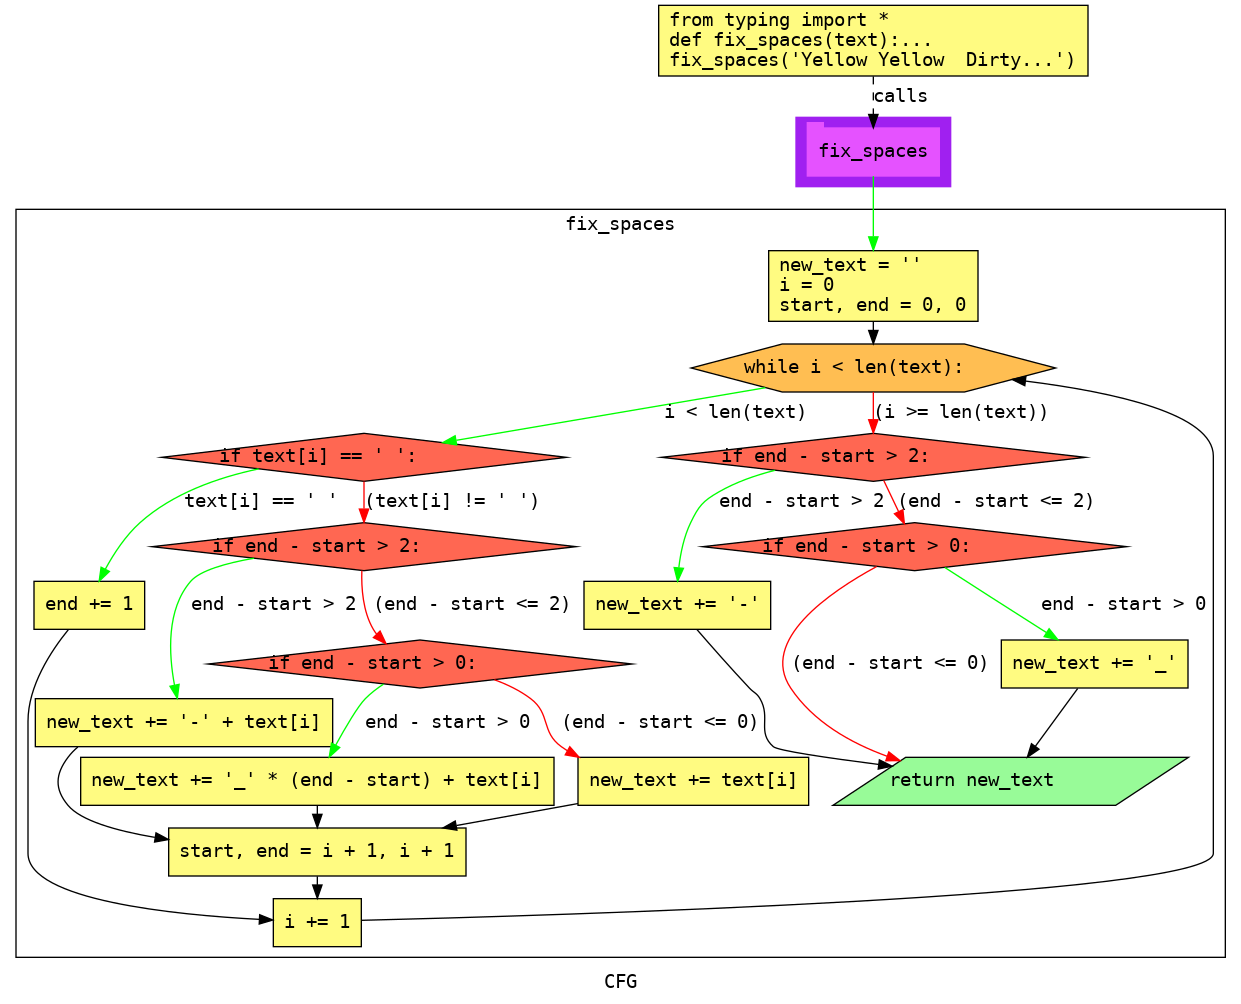 from typing import *
def fix_spaces(text):...
fix_spaces('Yellow Yellow  Dirty...')
calls
fix_spaces
fix_spaces
new_text = ''
i = 0
start, end = 0, 0
while i < len(text):
i < len(text)
(i >= len(text))
if text[i] == ' ':
if end - start > 2:
text[i] == ' '
(text[i] != ' ')
end - start > 2
(end - start <= 2)
if end - start > 2:
if end - start > 0:
end += 1
end - start > 2
(end - start <= 2)
new_text += '-'
end - start > 0
if end - start > 0:
(end - start <= 0)
new_text += '_'
new_text += '-' + text[i]
end - start > 0
(end - start <= 0)
new_text += '_' * (end - start) + text[i]
new_text += text[i]
return new_text
start, end = i + 1, i + 1
i += 1
CFG